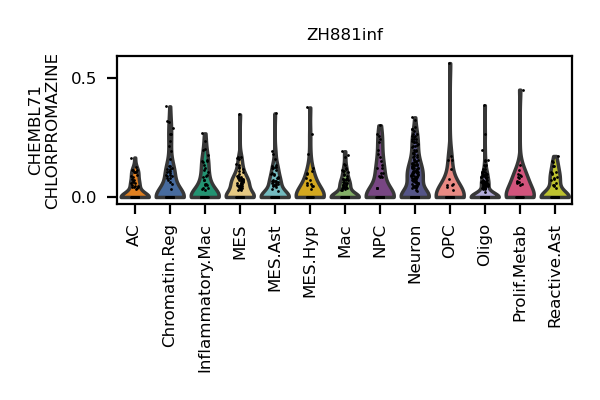 ZH881inf
CHEMBL71
CHLORPROMAZINE
0.5
0.0
AC
Chromatin.Reg
Inflammatory.Mac
MES
MES.Ast
MES.Hyp
Mac
NPC
Neuron
OPC
Oligo
Prolif.Metab
Reactive.Ast